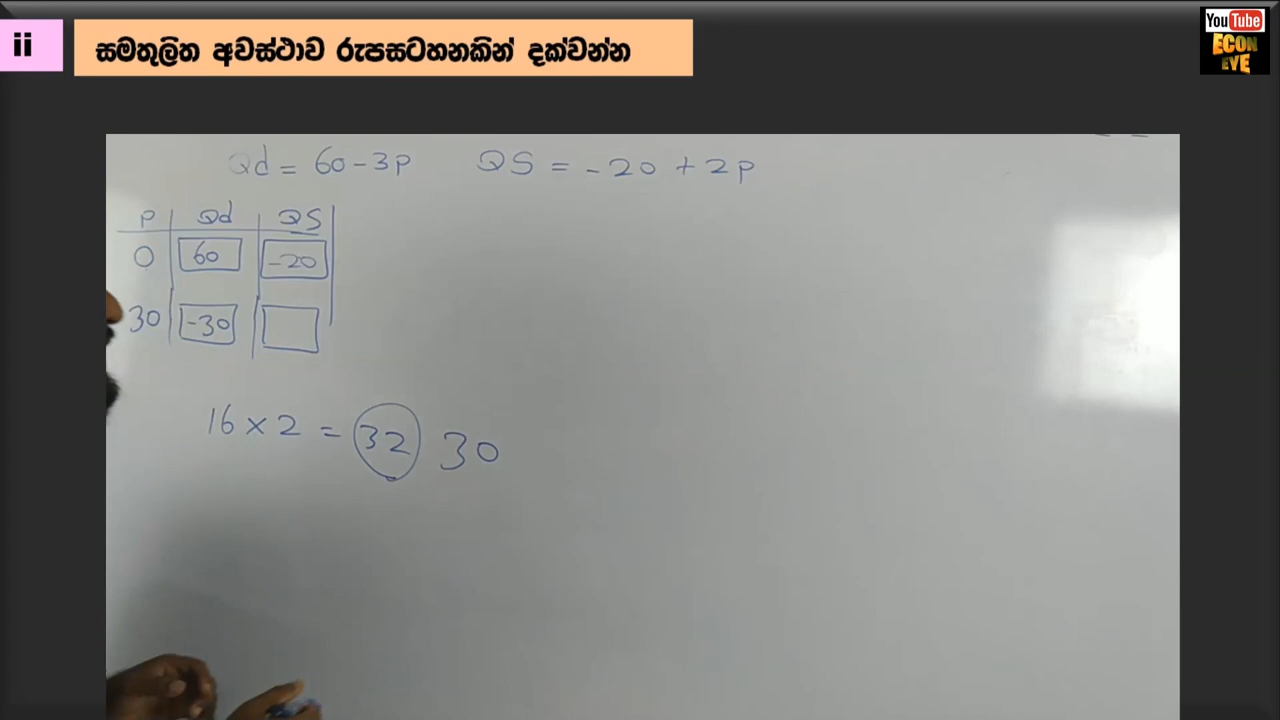 ii
සමතුලිත අවස්ථාව රුපසටහනකින් දක්වන්න
YouTube
ECON
EYE
Qd = 60 - 3P QS = - 20 + 2P
P Qd QS
0 60 -20
30 -30
16 × 2 = 32 30